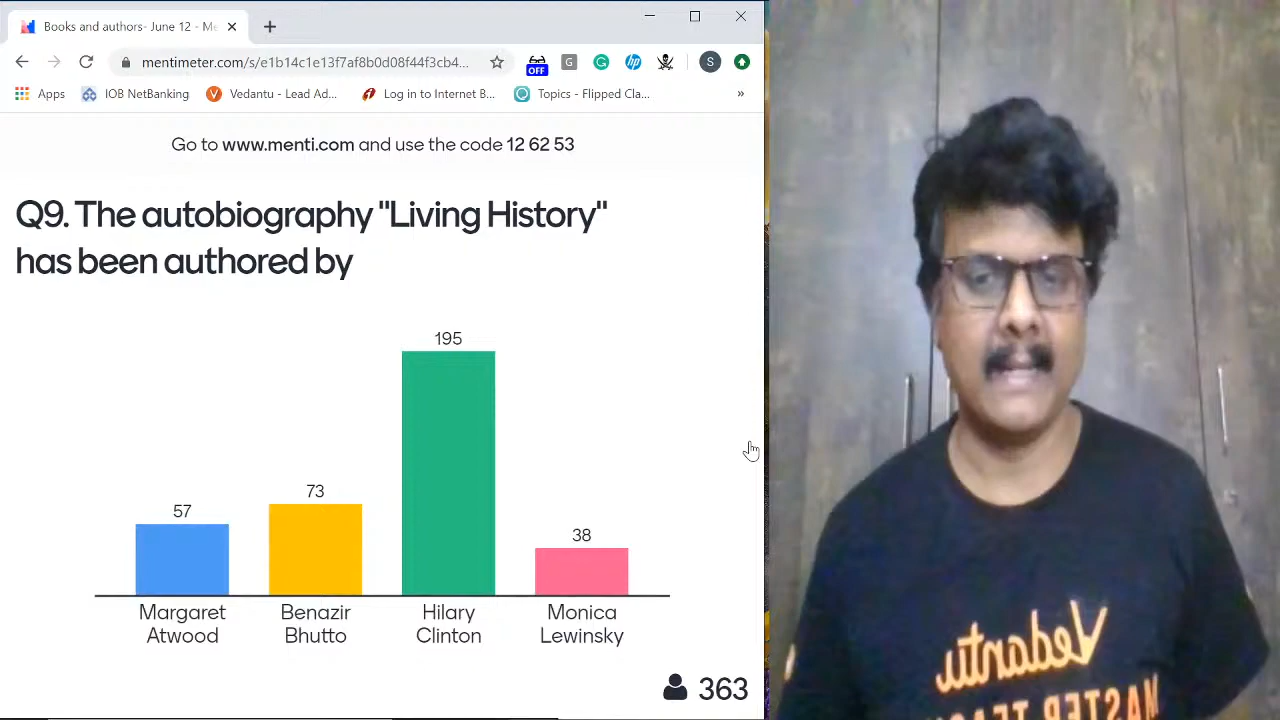 Books and authors- June 12 - Me
mentimeter.com/s/e1b14c1e13f7af8b0d08f44f3cb4...
OFF
G
G
hp
S
Apps
IOB NetBanking
V
Vedantu - Lead Ad...
Log in to Internet B...
Topics - Flipped Cla...
»
Go to www.menti.com and use the code 12 62 53
Q9. The autobiography "Living History"
has been authored by
195
73
57
38
Margaret
Atwood
Benazir
Bhutto
Hilary
Clinton
Monica
Lewinsky
363
Vedantu
MASTER